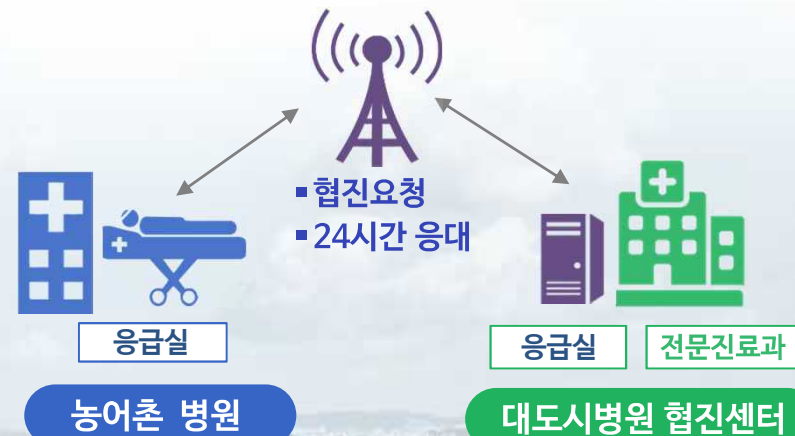 ▪협진요청
▪24시간 응대
응급실
응급실
전문진료과
농어촌 병원
대도시병원 협진센터